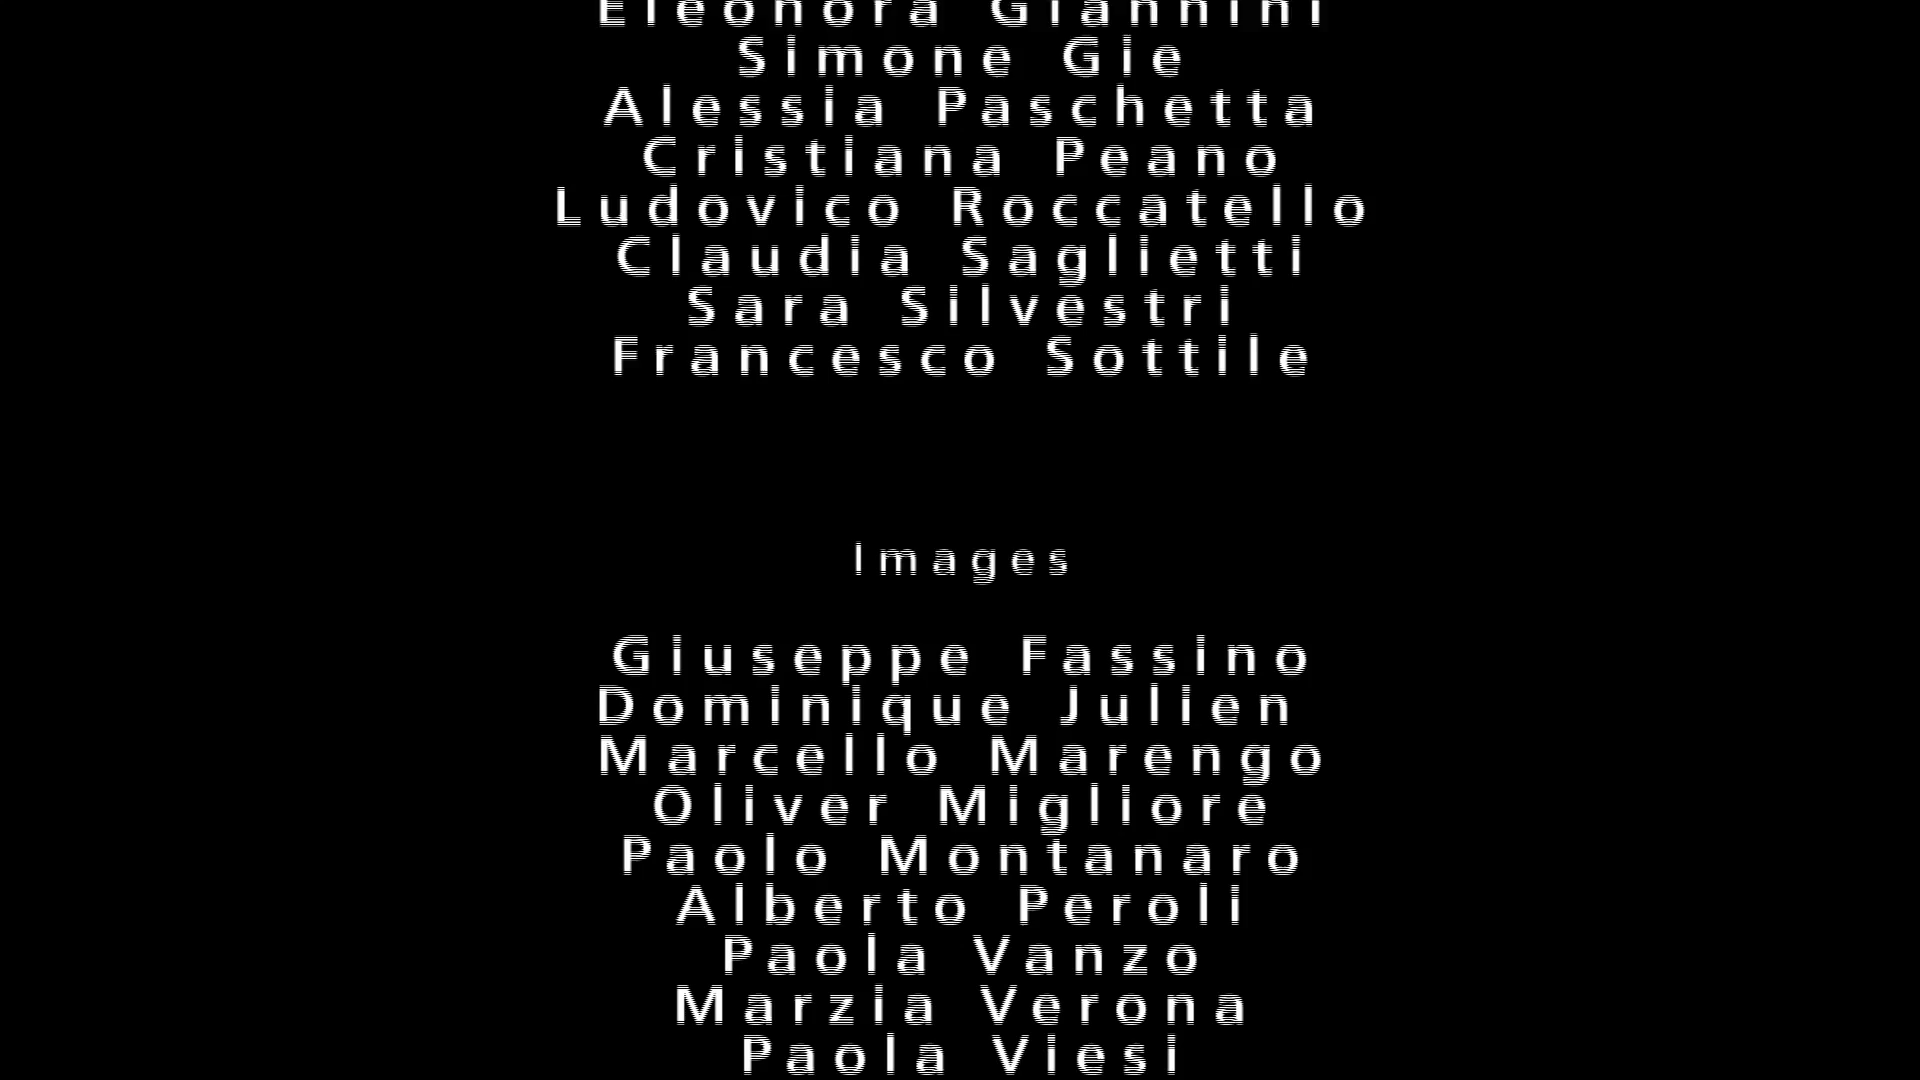 Eleonora Giannini
Simone Gie
Alessia Paschetta
Cristiana Peano
Ludovico Roccatello
Claudia Saglietti
Sara Silvestri
Francesco Sottile
Images
Giuseppe Fassino
Dominique Julien
Marcello Marengo
Oliver Migliore
Paolo Montanaro
Alberto Peroli
Paola Vanzo
Marzia Verona
Paola Viesi